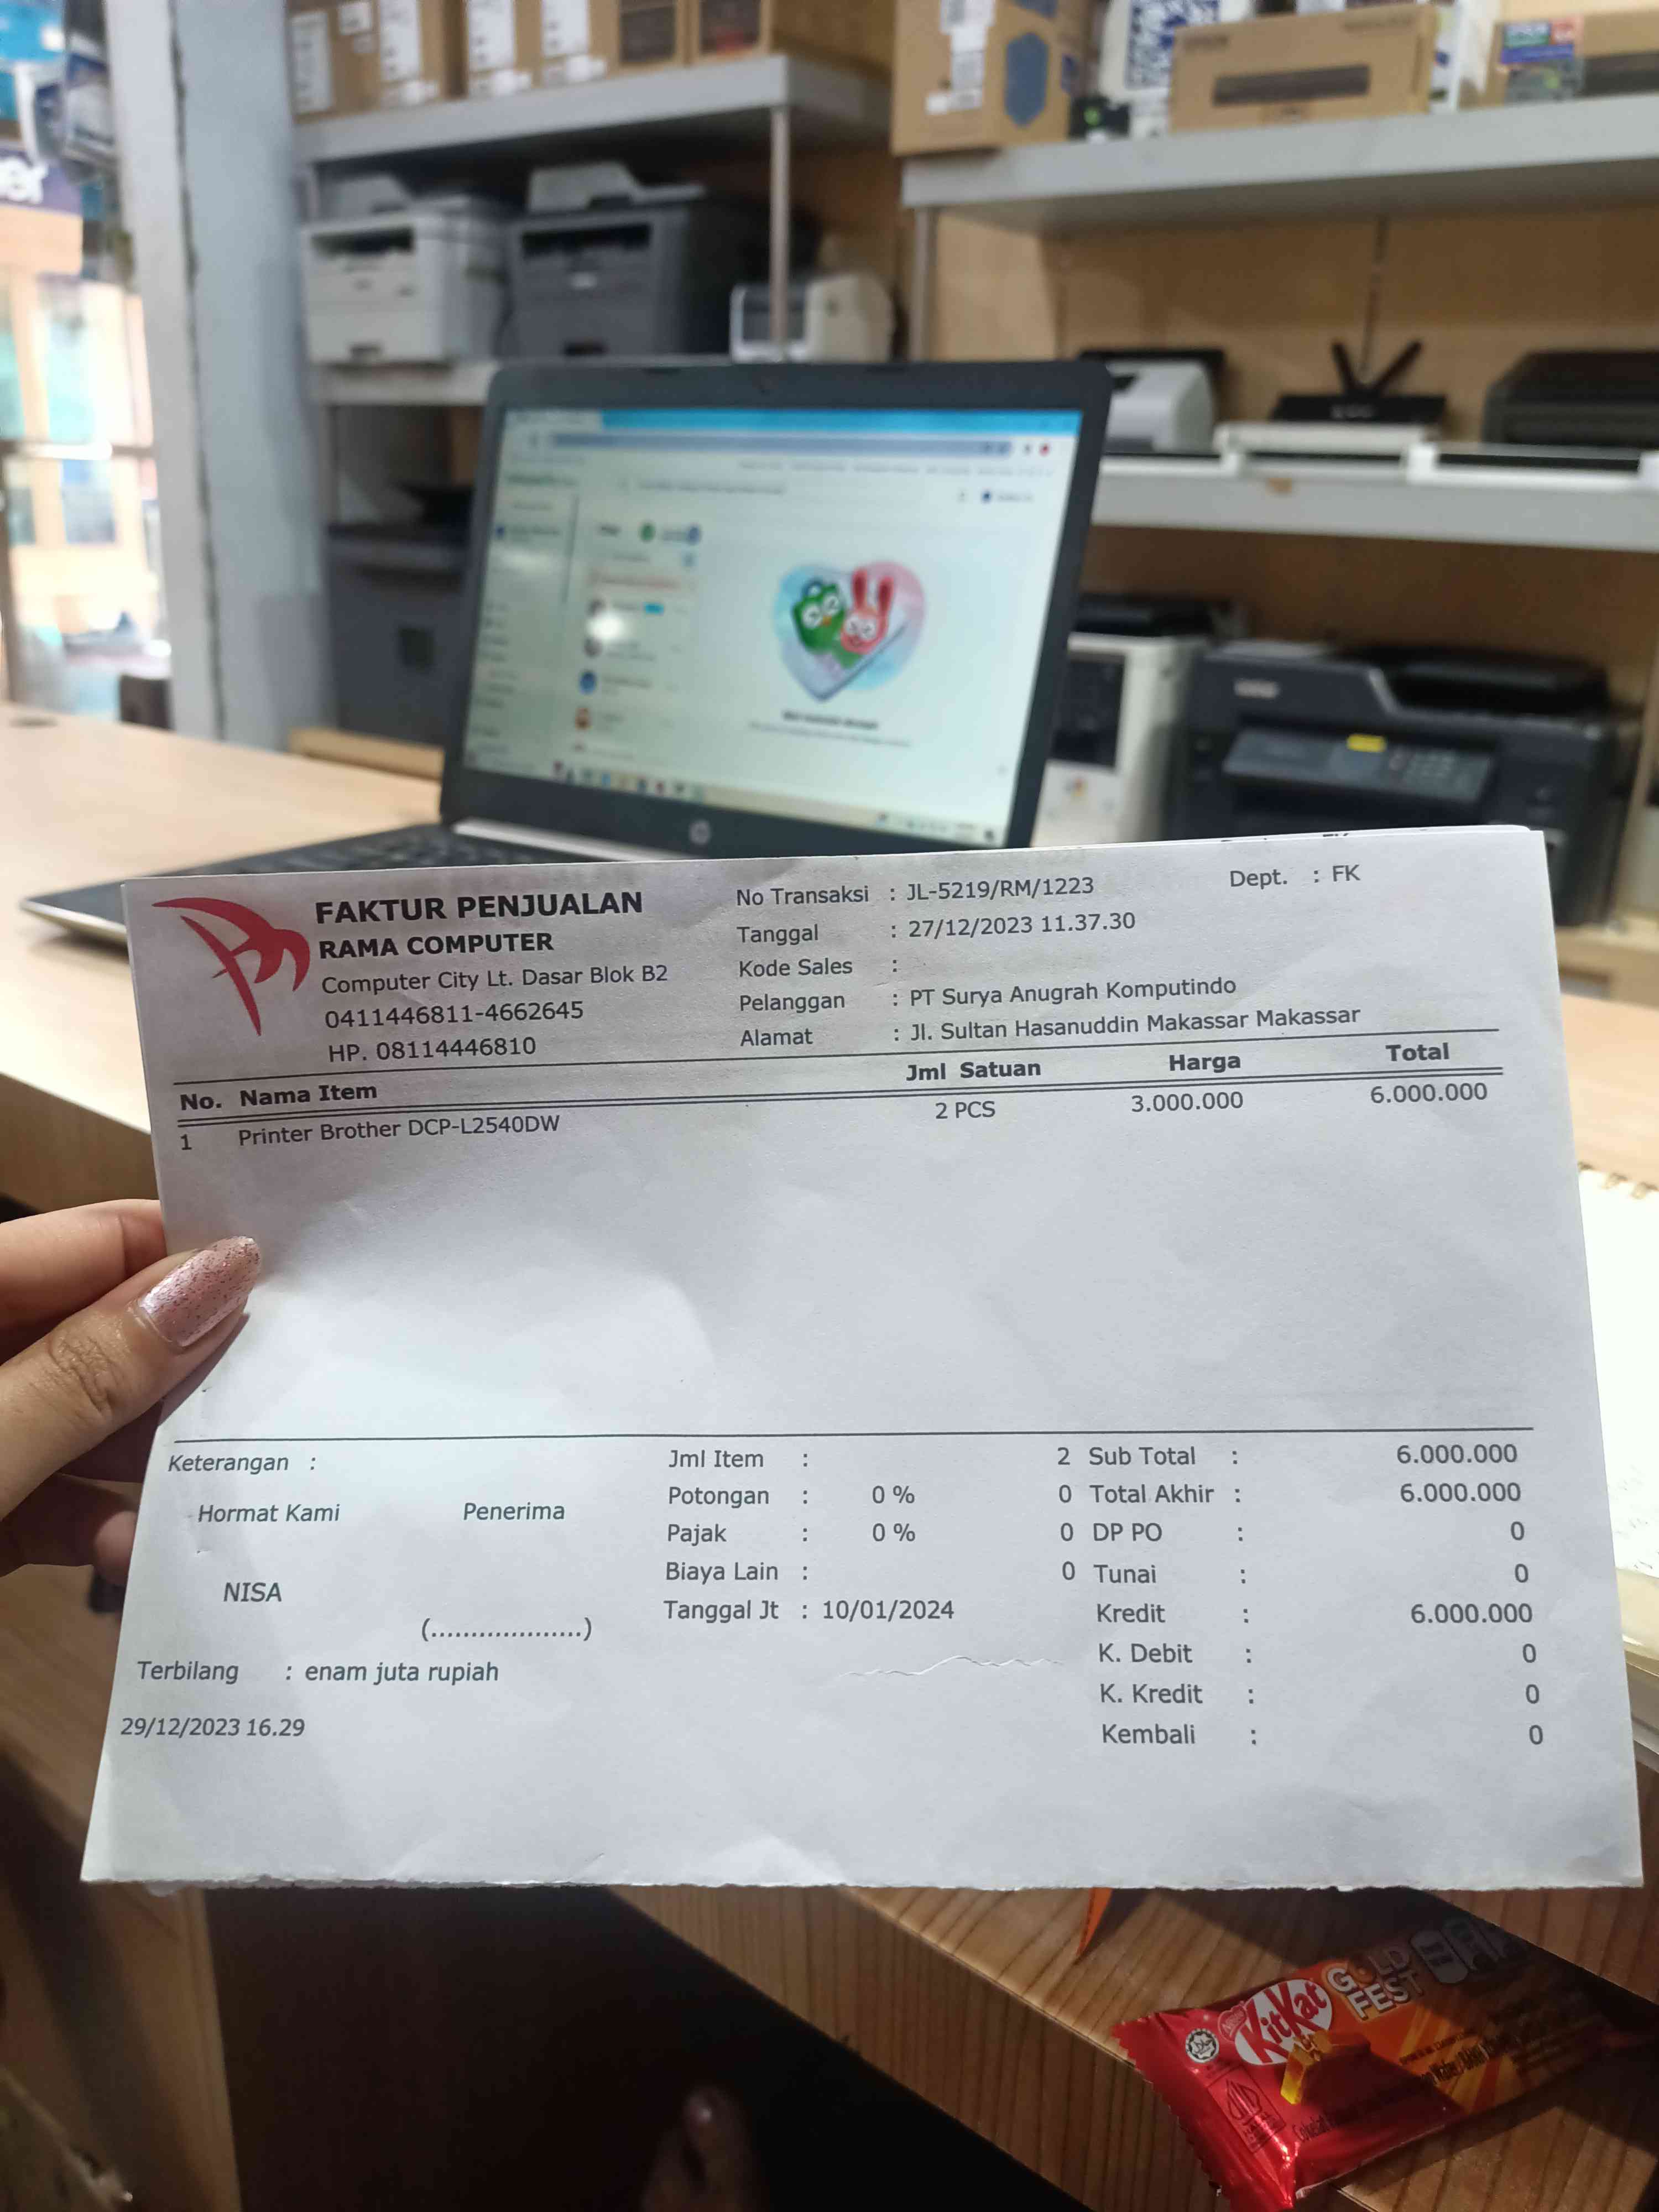 FAKTUR PENJUALAN
RAMA COMPUTER
Computer City Lt. Dasar Blok B2
0411446811-4662645
HP. 08114446810
No Transaksi : JL-5219/RM/1223
Tanggal : 27/12/2023 11.37.30
Kode Sales :
Pelanggan : PT Surya Anugrah Komputindo
Alamat : Jl. Sultan Hasanuddin Makassar Makassar
Dept. : FK
No. Nama Item Jml Satuan Harga Total
1 Printer Brother DCP-L2540DW 2 PCS 3.000.000 6.000.000
Keterangan :
Hormat Kami Penerima
NISA
(...................)
Terbilang : enam juta rupiah
29/12/2023 16.29
Jml Item : 2
Potongan : 0 % 0
Pajak : 0 % 0
Biaya Lain : 0
Tanggal Jt : 10/01/2024
Sub Total : 6.000.000
Total Akhir : 6.000.000
DP PO : 0
Tunai : 0
Kredit : 6.000.000
K. Debit : 0
K. Kredit : 0
Kembali : 0
Nestle
KitKat
GOLD
FEST